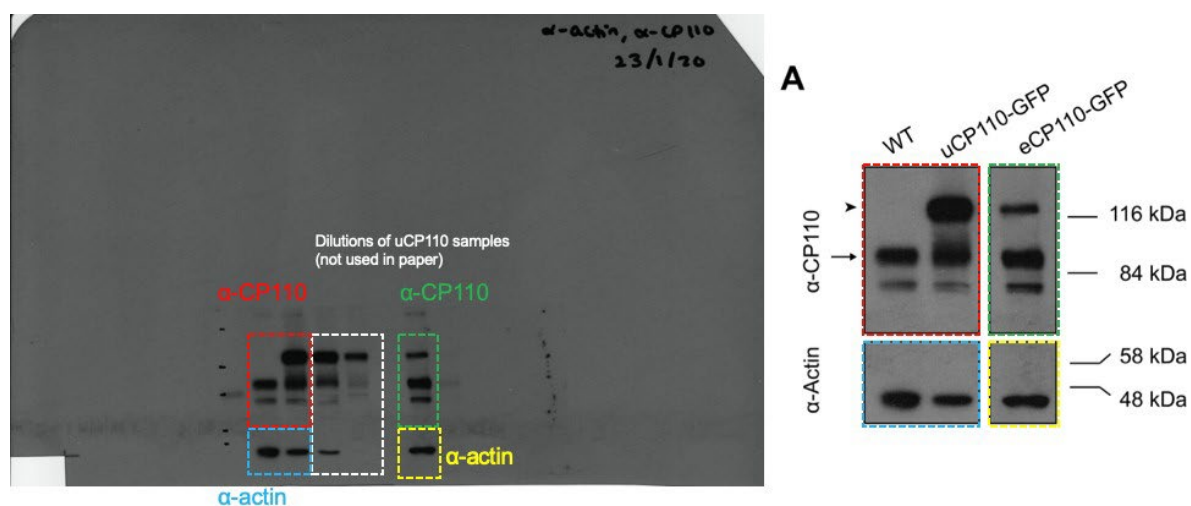 α-actin, α-CP110
23/1/20
Dilutions of uCP110 samples
(not used in paper)
α-CP110
α-CP110
α-actin
α-actin
A
WT
uCP110-GFP
eCP110-GFP
α-CP110
116 kDa
84 kDa
α-Actin
58 kDa
48 kDa